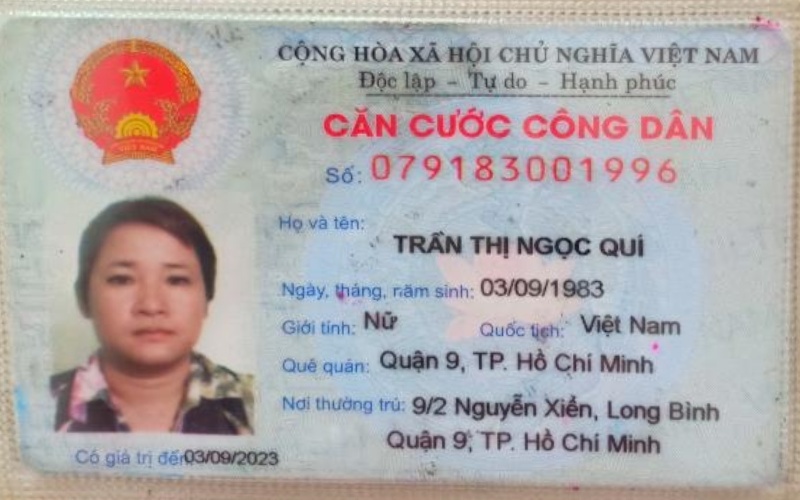 CỘNG HÒA XÃ HỘI CHỦ NGHĨA VIỆT NAM
Độc lập – Tự do – Hạnh phúc
CĂN CƯỚC CÔNG DÂN
Số: 079183001996
Họ và tên:
TRẦN THỊ NGỌC QUÍ
Ngày, tháng, năm sinh: 03/09/1983
Giới tính: Nữ Quốc tịch: Việt Nam
Quê quán: Quận 9, TP. Hồ Chí Minh
Nơi thường trú: 9/2 Nguyễn Xiển, Long Bình
Quận 9, TP. Hồ Chí Minh
Có giá trị đến 03/09/2023
VIỆT NAM